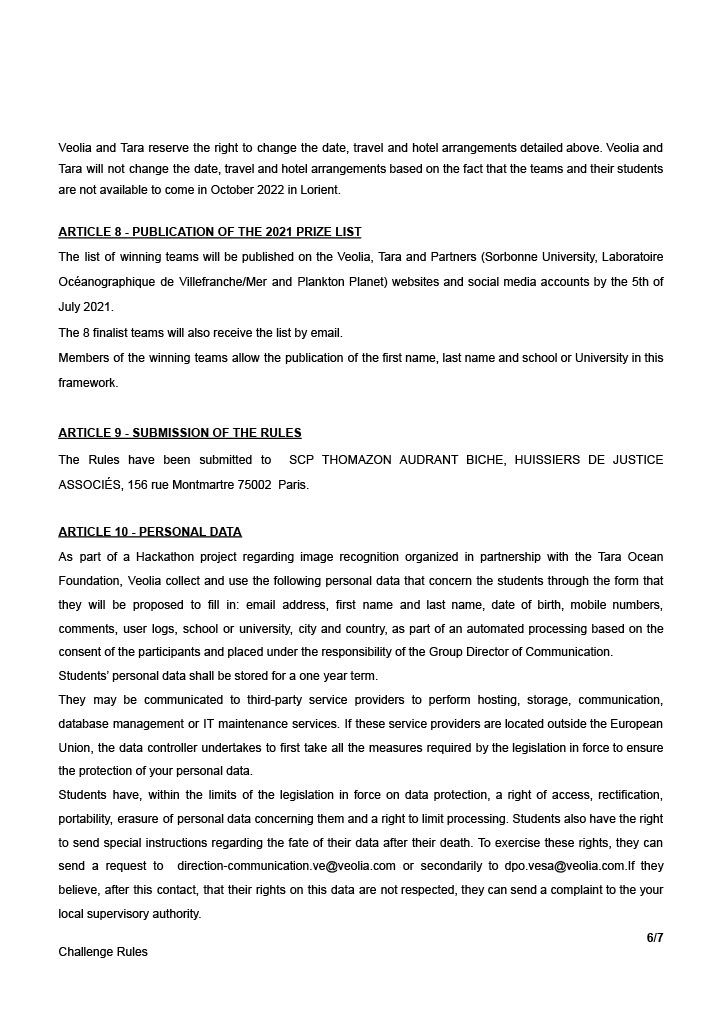 Veolia and Tara reserve the right to change the date, travel and hotel arrangements detailed above. Veolia and
Tara will not change the date, travel and hotel arrangements based on the fact that the teams and their students
are not available to come in October 2022 in Lorient.
ARTICLE 8 - PUBLICATION OF THE 2021 PRIZE LIST
The list of winning teams will be published on the Veolia, Tara and Partners (Sorbonne University, Laboratoire
Océanographique de Villefranche/Mer and Plankton Planet) websites and social media accounts by the 5th of
July 2021.
The 8 finalist teams will also receive the list by email.
Members of the winning teams allow the publication of the first name, last name and school or University in this
framework.
ARTICLE 9 - SUBMISSION OF THE RULES
The Rules have been submitted to SCP THOMAZON AUDRANT BICHE, HUISSIERS DE JUSTICE
ASSOCIÉS, 156 rue Montmartre 75002 Paris.
ARTICLE 10 - PERSONAL DATA
As part of a Hackathon project regarding image recognition organized in partnership with the Tara Ocean
Foundation, Veolia collect and use the following personal data that concern the students through the form that
they will be proposed to fill in: email address, first name and last name, date of birth, mobile numbers,
comments, user logs, school or university, city and country, as part of an automated processing based on the
consent of the participants and placed under the responsibility of the Group Director of Communication.
Students' personal data shall be stored for a one year term.
They may be communicated to third-party service providers to perform hosting, storage, communication,
database management or IT maintenance services. If these service providers are located outside the European
Union, the data controller undertakes to first take all the measures required by the legislation in force to ensure
the protection of your personal data.
Students have, within the limits of the legislation in force on data protection, a right of access, rectification,
portability, erasure of personal data concerning them and a right to limit processing. Students also have the right
to send special instructions regarding the fate of their data after their death. To exercise these rights, they can
send a request to direction-communication.ve@veolia.com or secondarily to dpo.vesa@veolia.com.If they
believe, after this contact, that their rights on this data are not respected, they can send a complaint to the your
local supervisory authority.
6/7
Challenge Rules